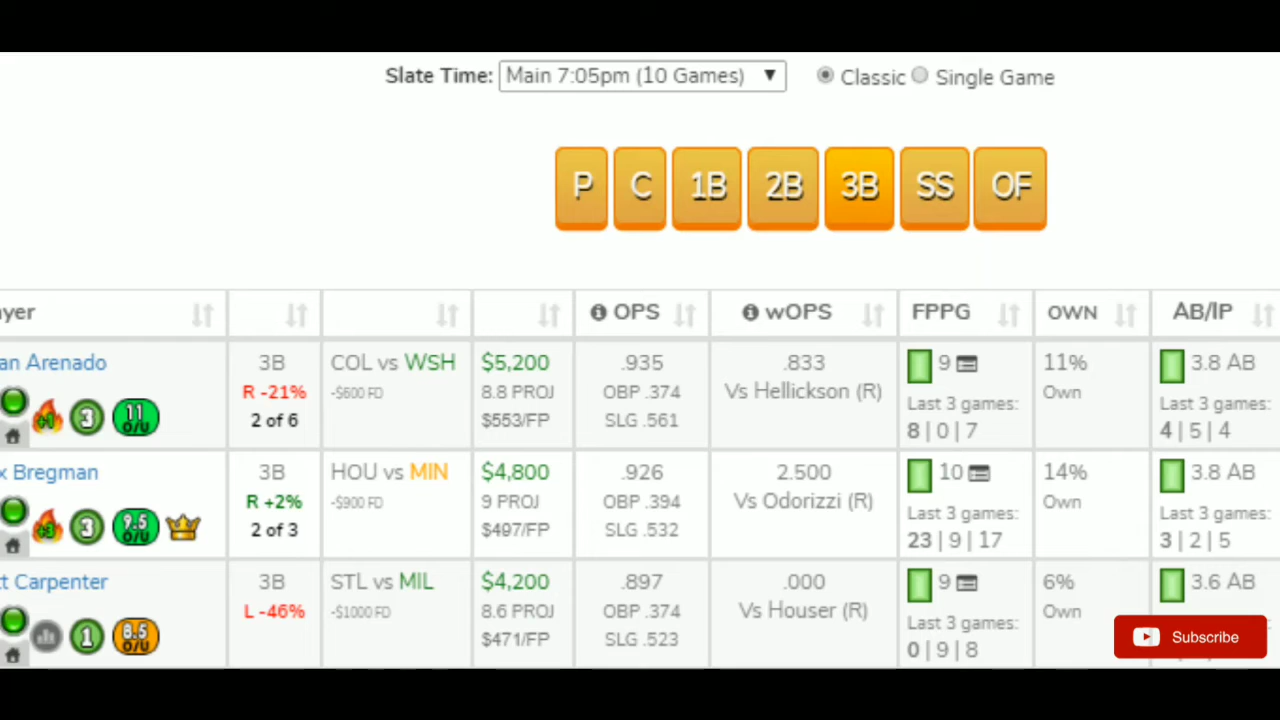 Slate Time: Main 7:05pm (10 Games) ▼ Classic Single Game
P C 1B 2B 3B SS OF
ayer OPS wOPS FPPG OWN AB/IP
an Arenado 3B COL vs WSH $5,200 .935 .833 9 11% 3.8 AB
R -21% -$600 FD 8.8 PROJ OBP .374 Vs Hellickson (R) Last 3 games: Own Last 3 games:
+1 3 11 O/U 2 of 6 $553/FP SLG .561 8 | 0 | 7 4 | 5 | 4
x Bregman 3B HOU vs MIN $4,800 .926 2.500 10 14% 3.8 AB
R +2% -$900 FD 9 PROJ OBP .394 Vs Odorizzi (R) Last 3 games: Own Last 3 games:
+3 3 9.5 O/U 2 of 3 $497/FP SLG .532 23 | 9 | 17 3 | 2 | 5
tt Carpenter 3B STL vs MIL $4,200 .897 .000 9 6% 3.6 AB
L -46% -$1000 FD 8.6 PROJ OBP .374 Vs Houser (R) Last 3 games: Own
1 8.5 O/U $471/FP SLG .523 0 | 9 | 8
Subscribe